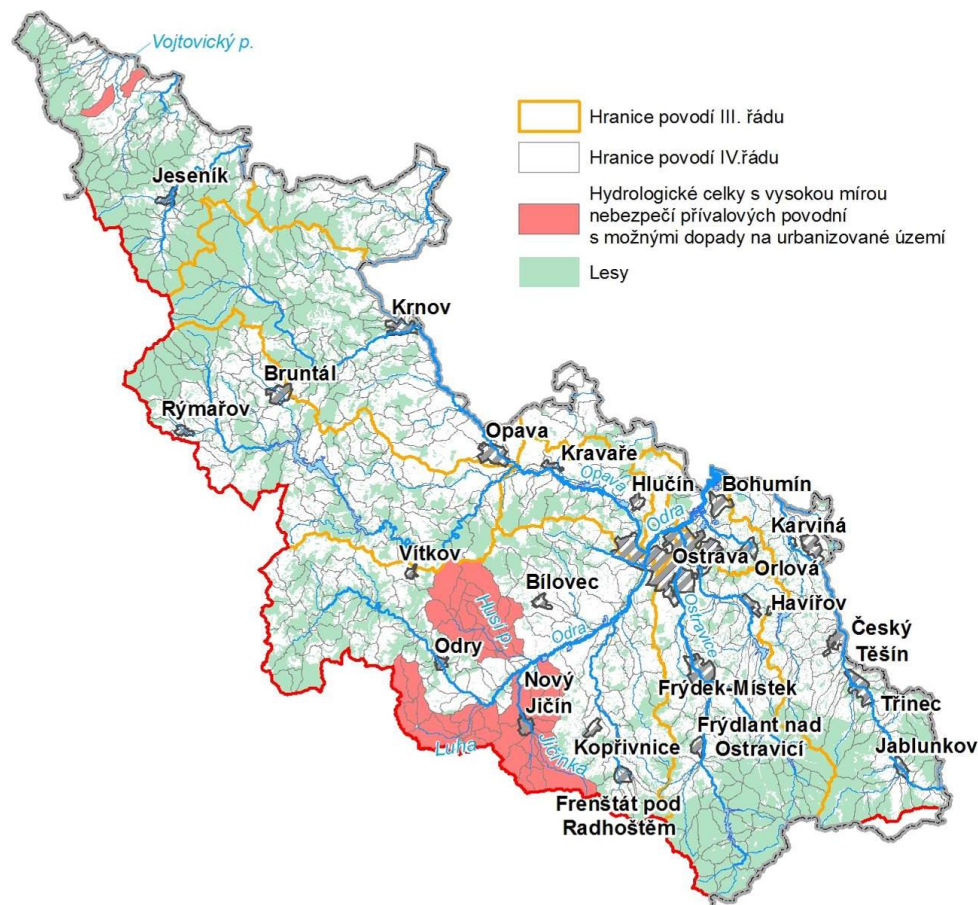 Vojtovický p.
Hranice povodí III. řádu
Hranice povodí IV.řádu
Hydrologické celky s vysokou mírou
nebezpečí přívalových povodní
s možnými dopady na urbanizované území
Lesy
Jeseník
Krnov
Bruntál
Rýmařov
Opava
Kravaře
Opava
Hlučín
Bohumín
Odra
Karviná
Ostrava
Orlová
Vítkov
Bílovec
Havířov
Husí p.
Ostravice
Odra
Český
Těšín
Odry
Nový
Jičín
Frýdek-Místek
Třinec
Luha
Jičínka
Kopřivnice
Frýdlant nad
Ostravicí
Jablunkov
Frenštát pod
Radhoštěm